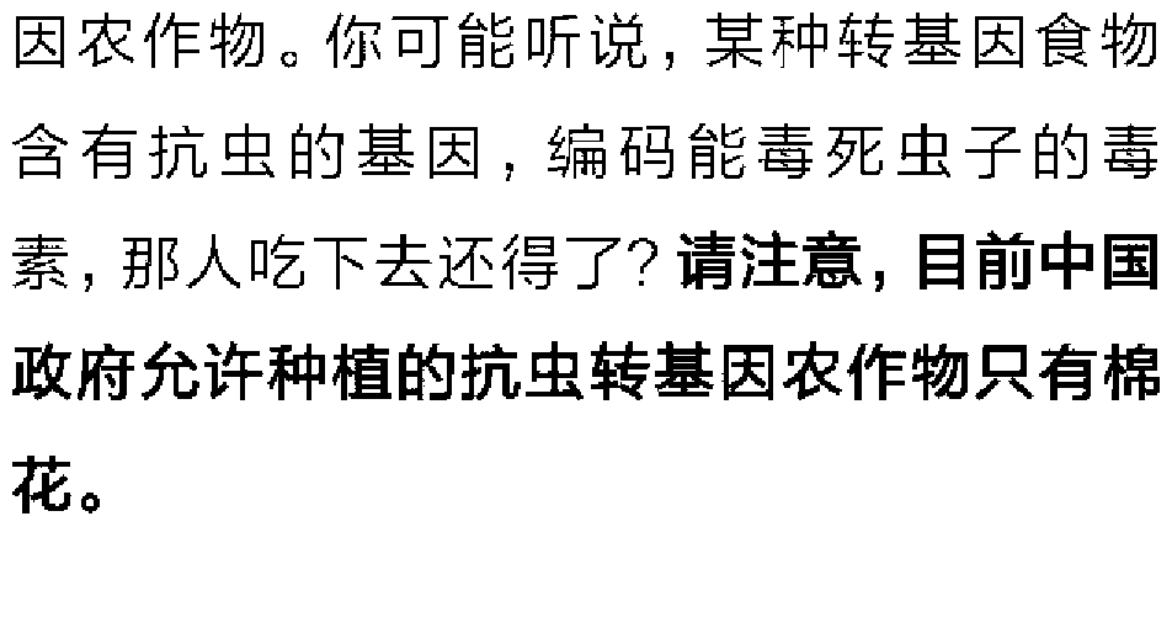 因农作物。你可能听说，某种转基因食物
含有抗虫的基因，编码能毒死虫子的毒
素，那人吃下去还得了？请注意，目前中国
政府允许种植的抗虫转基因农作物只有棉
花。